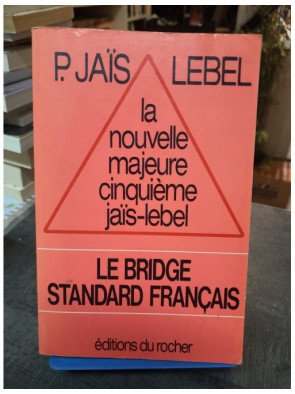 P. JAÏS LEBEL
la
nouvelle
majeure
cinquième
jaïs-lebel
LE BRIDGE
STANDARD FRANÇAIS
éditions du rocher